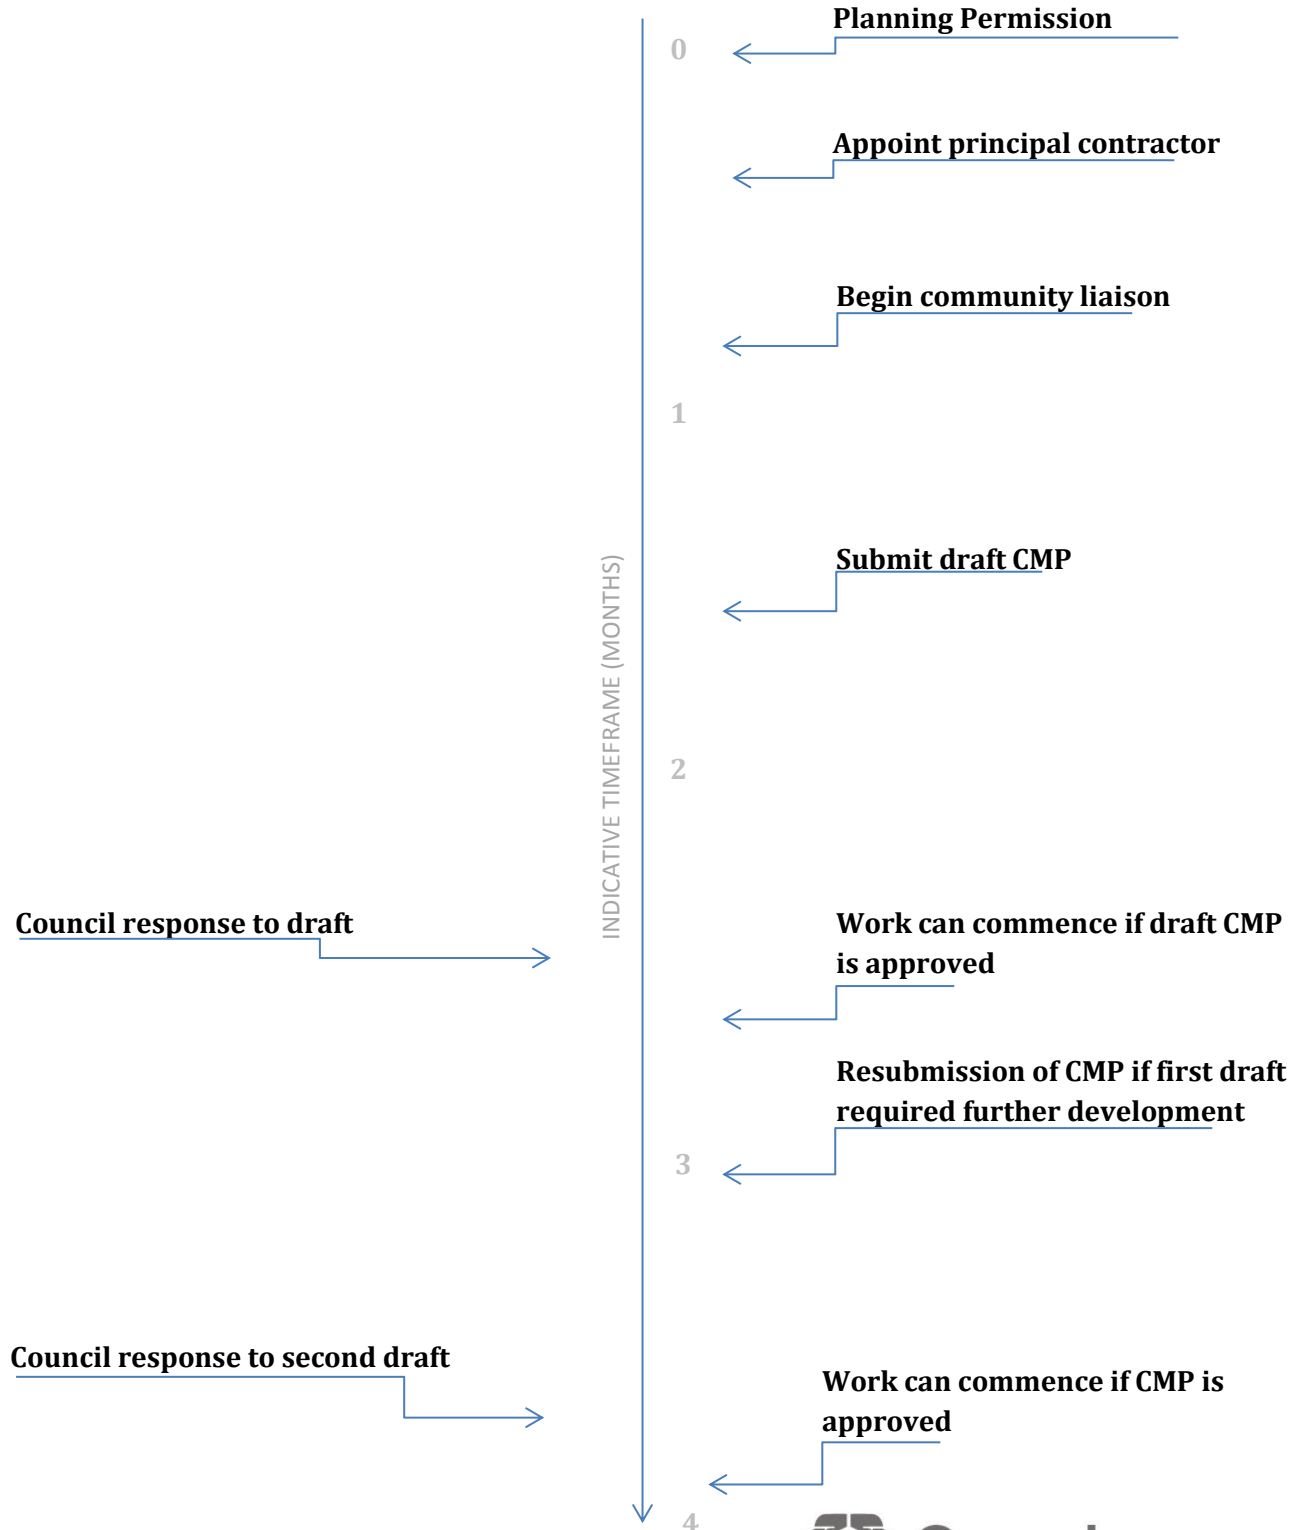 Planning Permission
0
Appoint principal contractor
Begin community liaison
1
Submit draft CMP
INDICATIVE TIMEFRAME (MONTHS)
2
Council response to draft
Work can commence if draft CMP
is approved
Resubmission of CMP if first draft
required further development
3
Council response to second draft
Work can commence if CMP is
approved
4